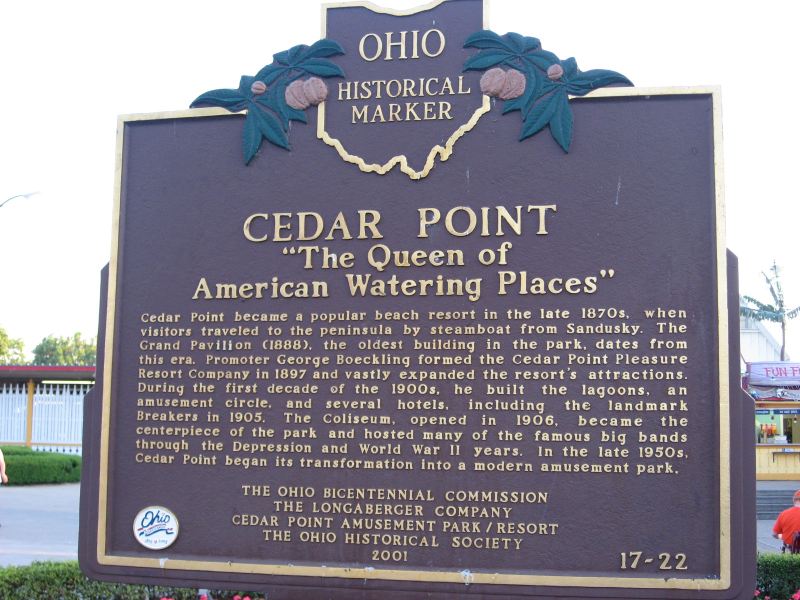 OHIO
HISTORICAL
MARKER
CEDAR POINT
"The Queen of
American Watering Places"
Cedar Point became a popular beach resort in the late 1870s, when
visitors traveled to the peninsula by steamboat from Sandusky. The
Grand Pavilion (1888), the oldest building in the park, dates from
this era. Promoter George Boeckling formed the Cedar Point Pleasure
Resort Company in 1897 and vastly expanded the resort's attractions.
During the first decade of the 1900s, he built the lagoons, an
amusement circle, and several hotels, including the landmark
Breakers in 1905. The Coliseum, opened in 1906, became the
centerpiece of the park and hosted many of the famous big bands
through the Depression and World War II years. In the late 1950s,
Cedar Point began its transformation into a modern amusement park.
THE OHIO BICENTENNIAL COMMISSION
THE LONGABERGER COMPANY
CEDAR POINT AMUSEMENT PARK/RESORT
THE OHIO HISTORICAL SOCIETY
2001
17-22
Ohio
FUN